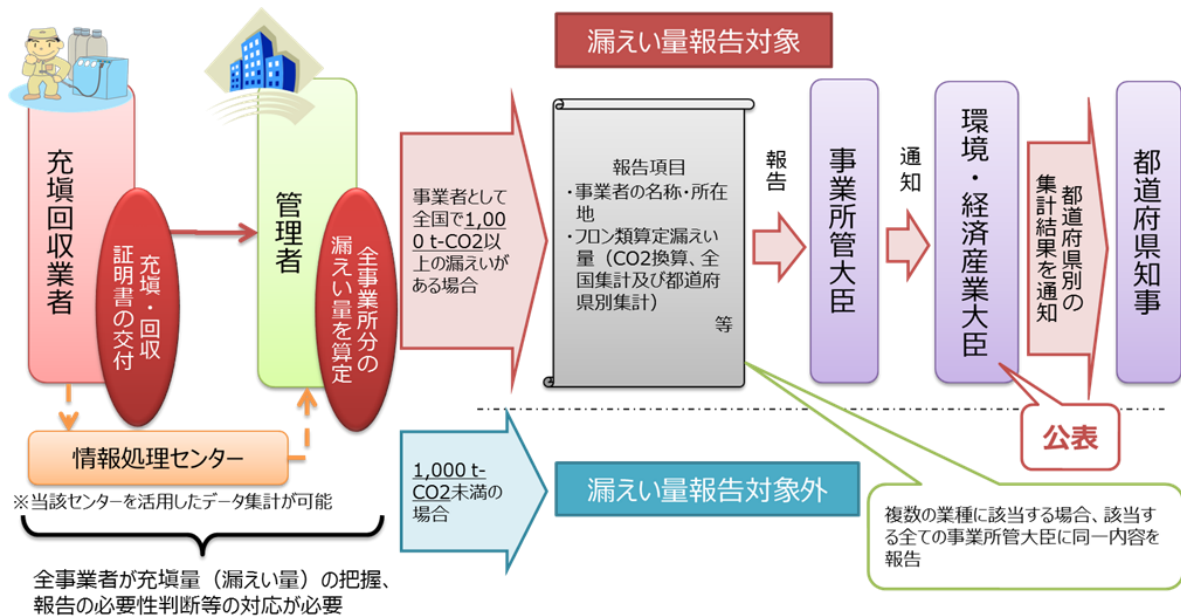 漏えい量報告対象
充塡回収業者
充塡・回収
証明書の交付
管理者
全事業所分の
漏えい量を算定
事業者として
全国で1,00
0 t-CO2以
上の漏えいが
ある場合
報告項目
・事業者の名称・所在
地
・フロン類算定漏えい
量（CO2換算、全
国集計及び都道府
県別集計）
等
報告
事業所管大臣
通知
環境・経済産業大臣
公表
都道府県別の
集計結果を通知
都道府県知事
情報処理センター
※当該センターを活用したデータ集計が可能
1,000 t-
CO2未満の
場合
漏えい量報告対象外
複数の業種に該当する場合、該当す
る全ての事業所管大臣に同一内容を
報告
全事業者が充塡量（漏えい量）の把握、
報告の必要性判断等の対応が必要